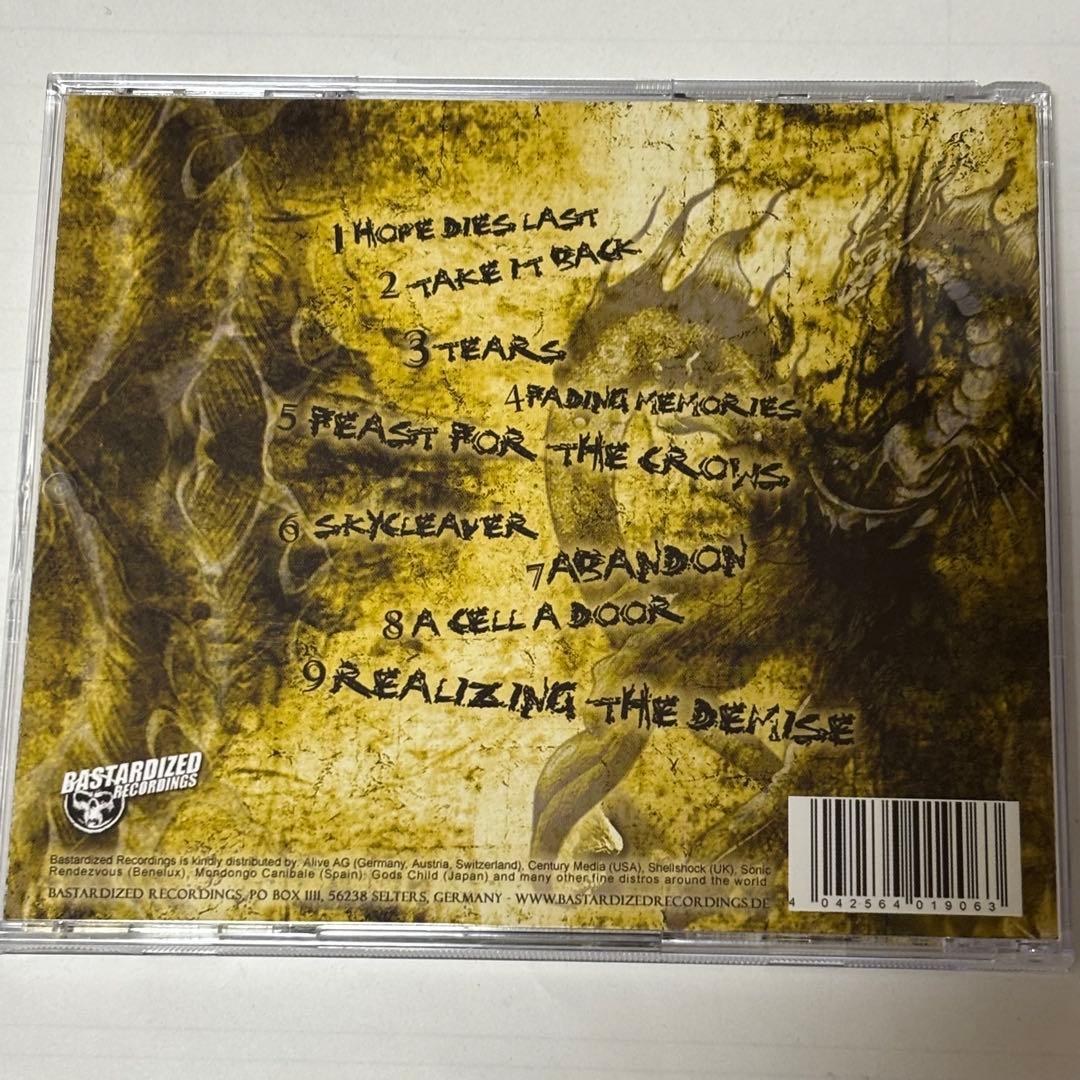 1 HOPE DIES LAST
2 TAKE IT BACK
3 TEARS
4 FADING MEMORIES
5 FEAST FOR THE CROWS
6 SKYCLEAVER
7 ABANDON
8 A CELL A DOOR
9 REALIZING THE DEMISE
BASTARDIZED
RECORDINGS
Bastardized Recordings is kindly distributed by: Alive AG (Germany, Austria, Switzerland), Century Media (USA), Shellshock (UK), Sonic
Rendezvous (Benelux), Mondongo Canibale (Spain), Gods Child (Japan) and many other fine distros around the world
BASTARDIZED RECORDINGS, PO BOX 1111, 56238 SELTERS, GERMANY - WWW.BASTARDIZEDRECORDINGS.DE
4 042564 019063